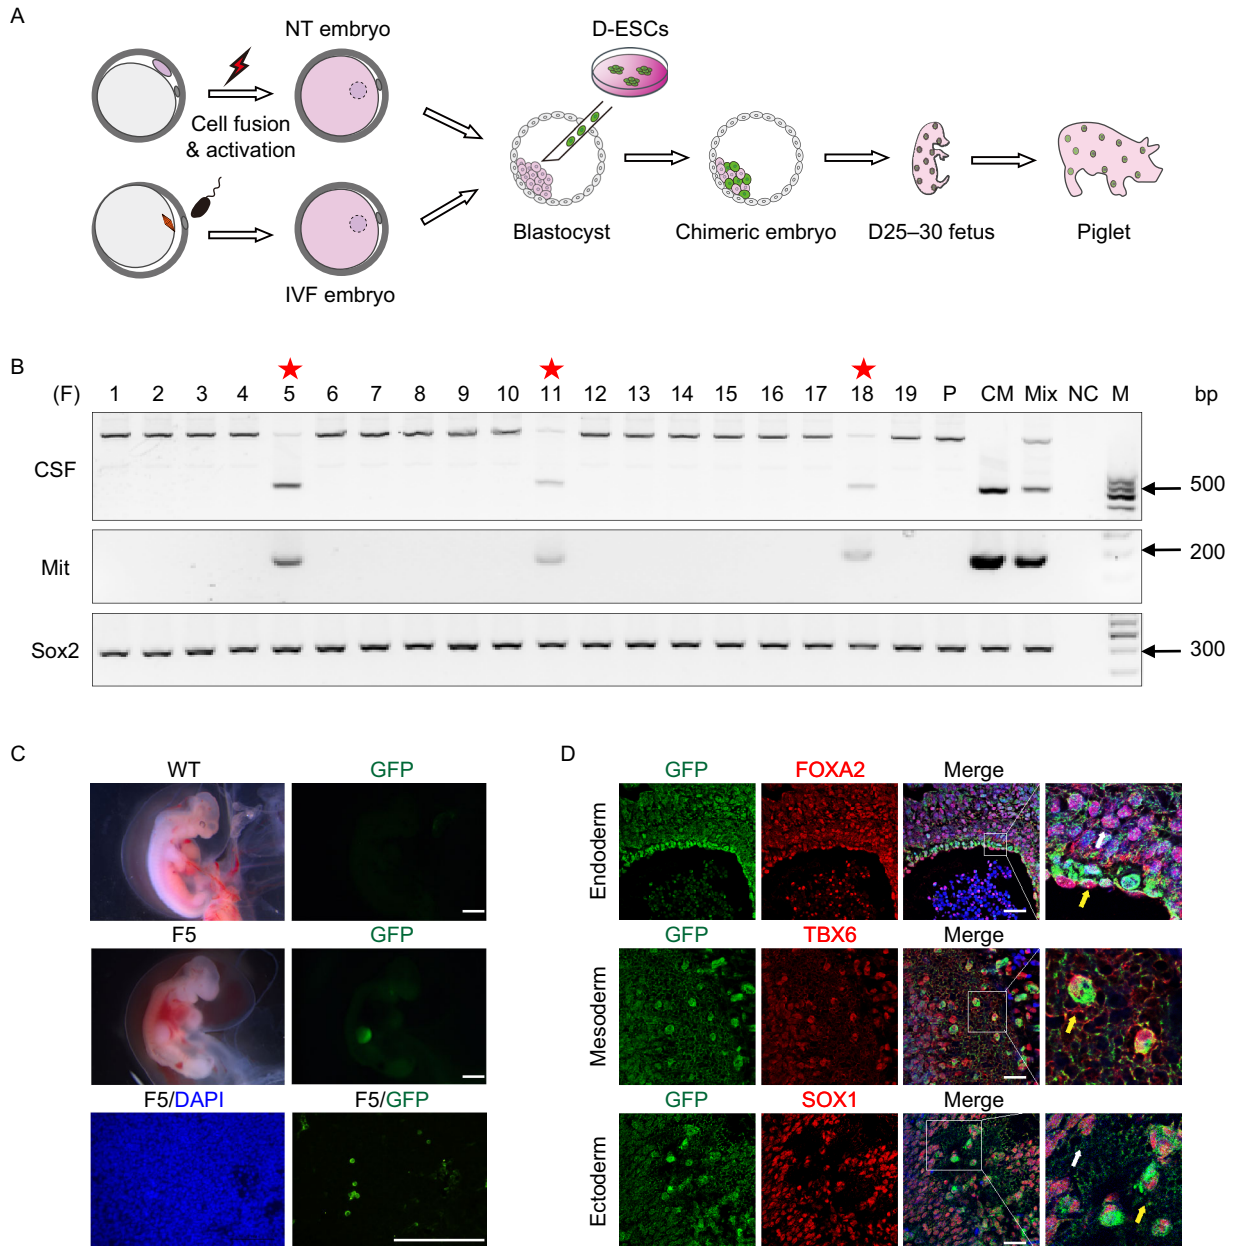 A
NT embryo
D-ESCs
Cell fusion
& activation
Blastocyst
Chimeric embryo
D25–30 fetus
Piglet
IVF embryo
B
(F) 1 2 3 4 5 6 7 8 9 10 11 12 13 14 15 16 17 18 19 P CM Mix NC M bp
CSF
500
Mit
200
Sox2
300
C
WT GFP
F5 GFP
F5/DAPI F5/GFP
D
GFP FOXA2 Merge
Endoderm
GFP TBX6 Merge
Mesoderm
GFP SOX1 Merge
Ectoderm